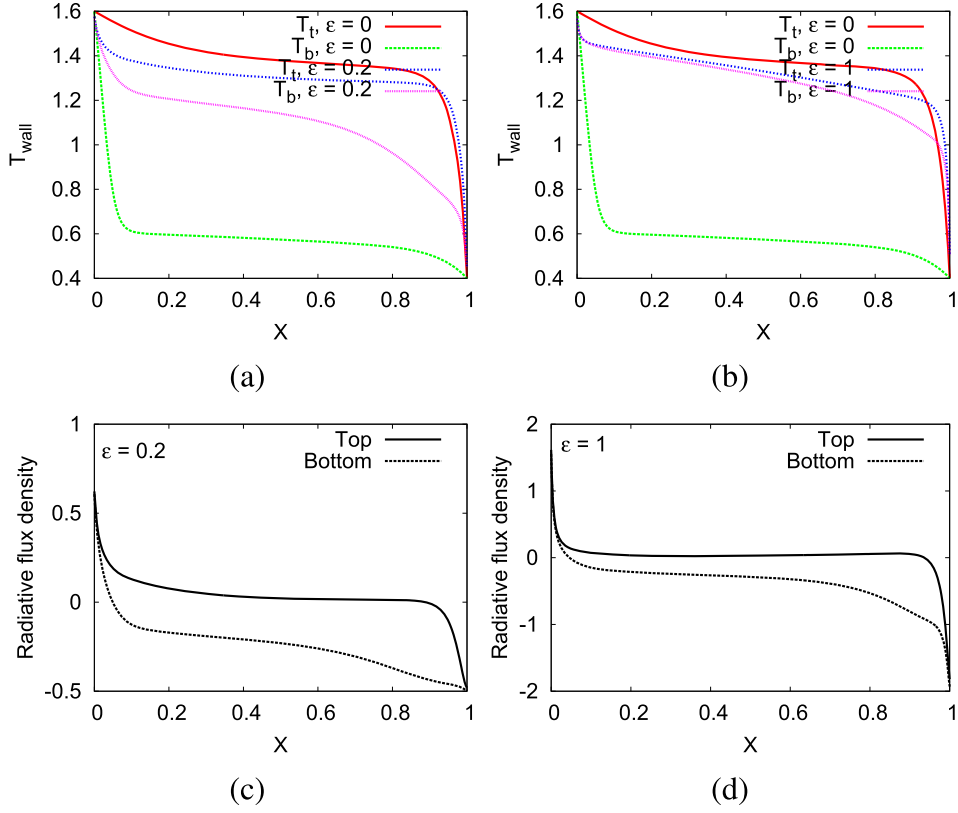 1.6
1.4
1.2
1
0.8
0.6
0.4
T_wall
T_t, ε = 0
T_b, ε = 0
T_t, ε = 0.2
T_b, ε = 0.2
0 0.2 0.4 0.6 0.8 1
X
(a)
1.6
1.4
1.2
1
0.8
0.6
0.4
T_wall
T_t, ε = 0
T_b, ε = 0
T_t, ε = 1
T_b, ε = 1
0 0.2 0.4 0.6 0.8 1
X
(b)
1
0.5
0
-0.5
Radiative flux density
ε = 0.2
Top
Bottom
0 0.2 0.4 0.6 0.8 1
X
(c)
2
1
0
-1
-2
Radiative flux density
ε = 1
Top
Bottom
0 0.2 0.4 0.6 0.8 1
X
(d)